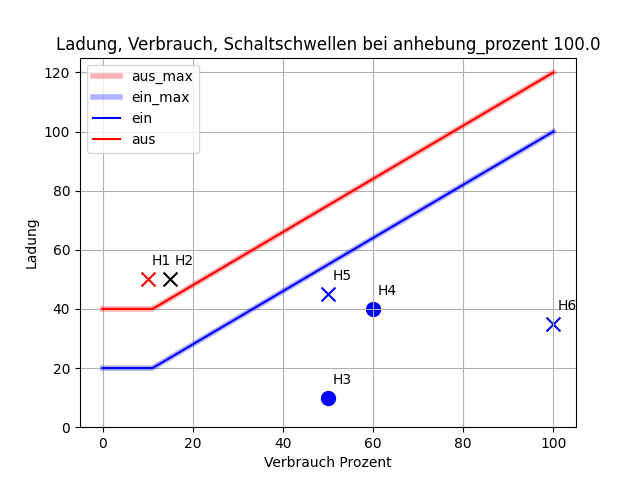 Ladung, Verbrauch, Schaltschwellen bei anhebung_prozent 100.0
aus_max
ein_max
ein
aus
120
100
80
60
40
20
0
Ladung
H1 H2
H5
H4
H6
H3
0 20 40 60 80 100
Verbrauch Prozent